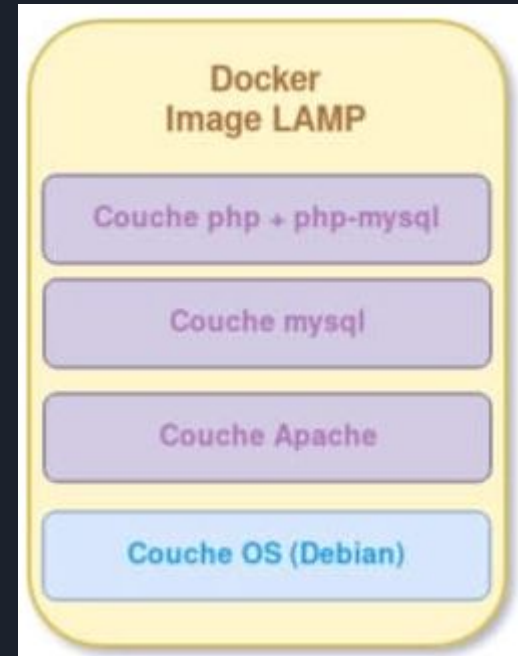 Docker
Image LAMP
Couche php + php-mysql
Couche mysql
Couche Apache
Couche OS (Debian)